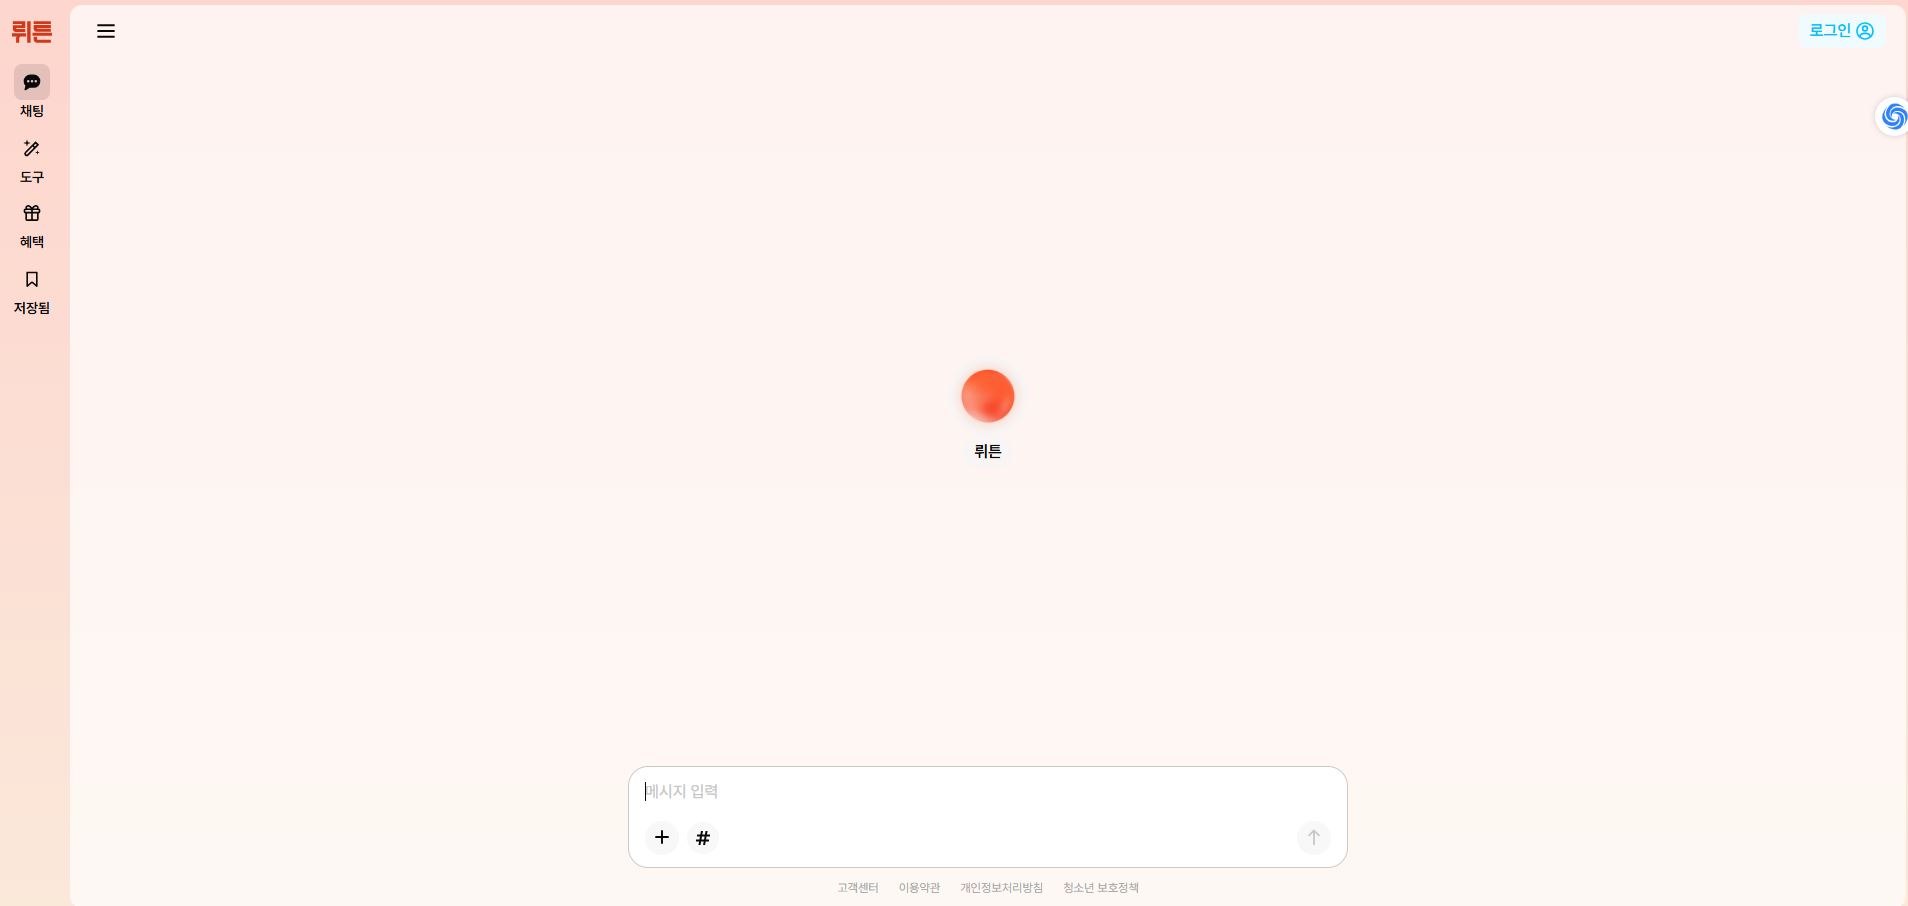 뤼튼
로그인
채팅
도구
혜택
저장됨
뤼튼
메시지 입력
고객센터 이용약관 개인정보처리방침 청소년 보호정책